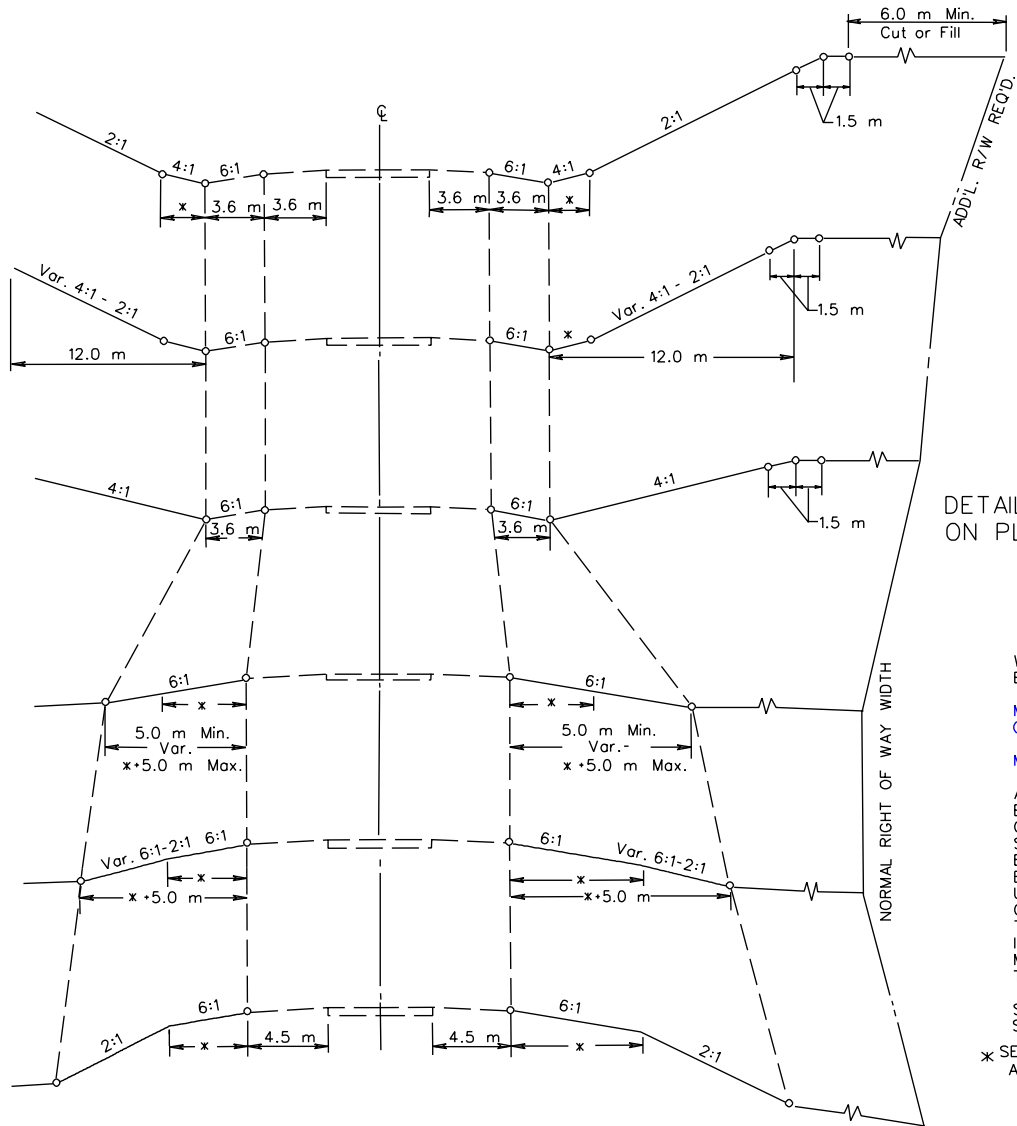 6.0 m Min.
Cut or Fill
ADD'L. R/W REQ'D.
℄
2:1
4:1
6:1
6:1
4:1
2:1
1.5 m
*
3.6 m
3.6 m
3.6 m
3.6 m
*
Var. 4:1 - 2:1
6:1
6:1
*
Var. 4:1 - 2:1
1.5 m
12.0 m
12.0 m
4:1
6:1
6:1
4:1
3.6 m
3.6 m
1.5 m
DETAIL
ON PL
NORMAL RIGHT OF WAY WIDTH
6:1
6:1
*
*
5.0 m Min.
Var.
*+5.0 m Max.
5.0 m Min.
Var.-
*+5.0 m Max.
Var. 6:1-2:1
6:1
6:1
Var. 6:1-2:1
*
*
*+5.0 m
*+5.0 m
2:1
6:1
6:1
2:1
*
4.5 m
4.5 m
*
* SE
A